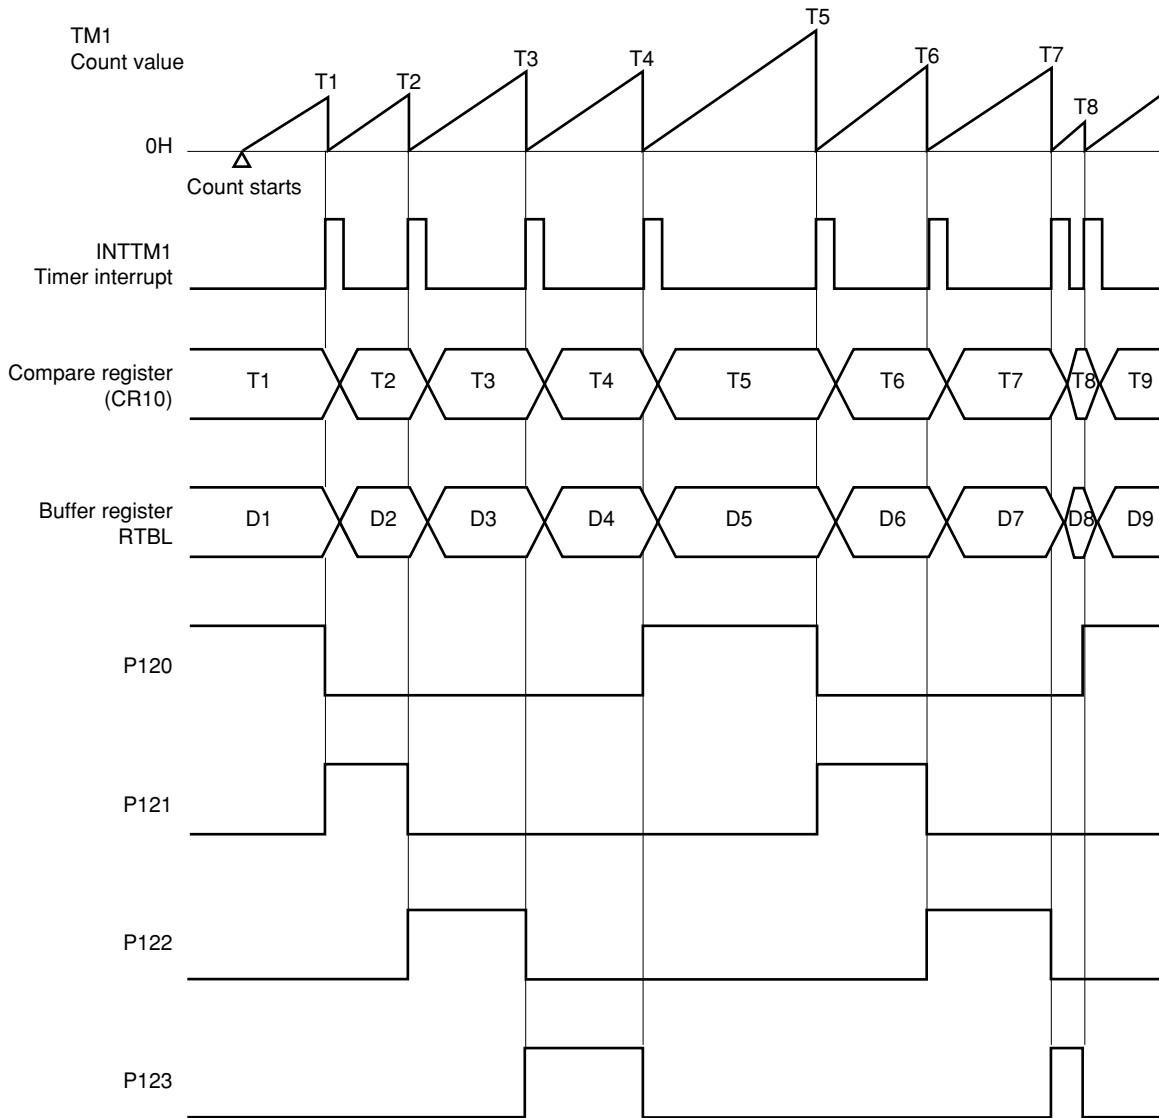 TM1
Count value
T1
T2
T3
T4
T5
T6
T7
T8
0H
Count starts
INTTM1
Timer interrupt
Compare register
(CR10)
T1
T2
T3
T4
T5
T6
T7
T8
T9
Buffer register
RTBL
D1
D2
D3
D4
D5
D6
D7
D8
D9
P120
P121
P122
P123